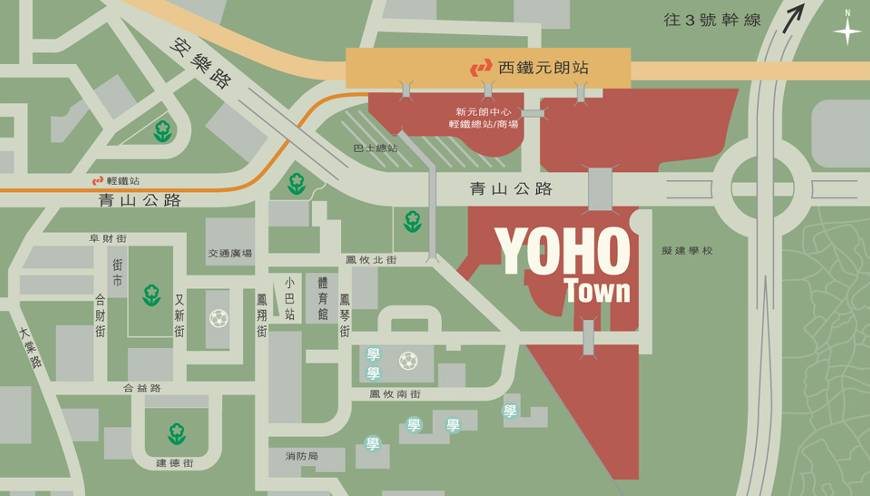 往3號幹線
N
安樂路
西鐵元朗站
新元朗中心
輕鐵總站/商場
巴士總站
輕鐵站
青山公路
青山公路
阜財街
交通廣場
鳳攸北街
擬建學校
YOHO
Town
街市
合財街
又新街
鳳翔街
小巴站
體育館
鳳琴街
大棠路
學
學
合益路
鳳攸南街
學
學
學
學
建德街
消防局